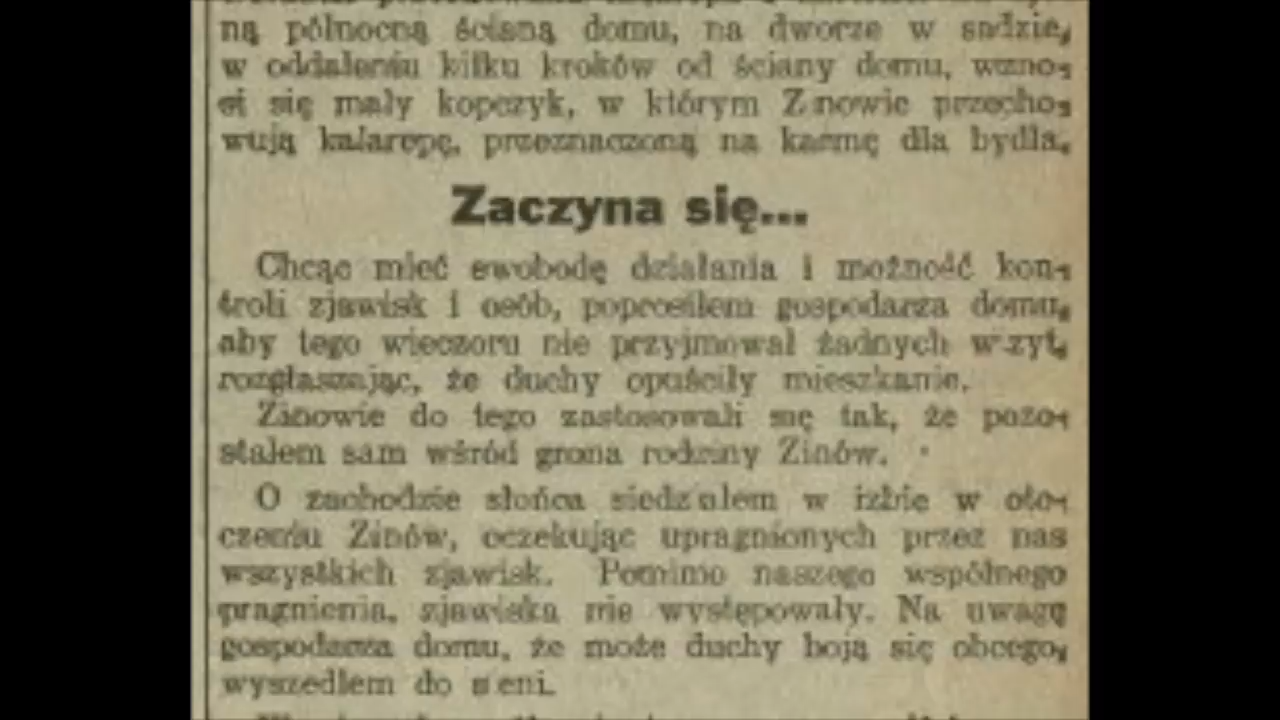 ną północną ścianą domu, na dworze w sadzie,
w oddaleniu kilku kroków od ściany domu, wzno-
si się mały kopczyk, w którym Zinowie przecho-
wują kalarepę, przeznaczoną na karmę dla bydła.
Zaczyna się...
Chcąc mieć swobodę działania i możność kon-
troli zjawisk i osób, poprosiłem gospodarza domu,
aby tego wieczoru nie przyjmował żadnych wizyt,
rozgłaszając, że duchy opuściły mieszkanie.
Zinowie do tego zastosowali się tak, że pozo-
stałem sam wśród grona rodziny Zinów.
O zachodzie słońca siedziałem w izbie w oto-
czeniu Zinów, oczekując upragnionych przez nas
wszystkich zjawisk. Pomimo naszego wspólnego
pragnienia, zjawiska nie występowały. Na uwagę
gospodarza domu, że może duchy boją się obcego,
wyszedłem do sieni.